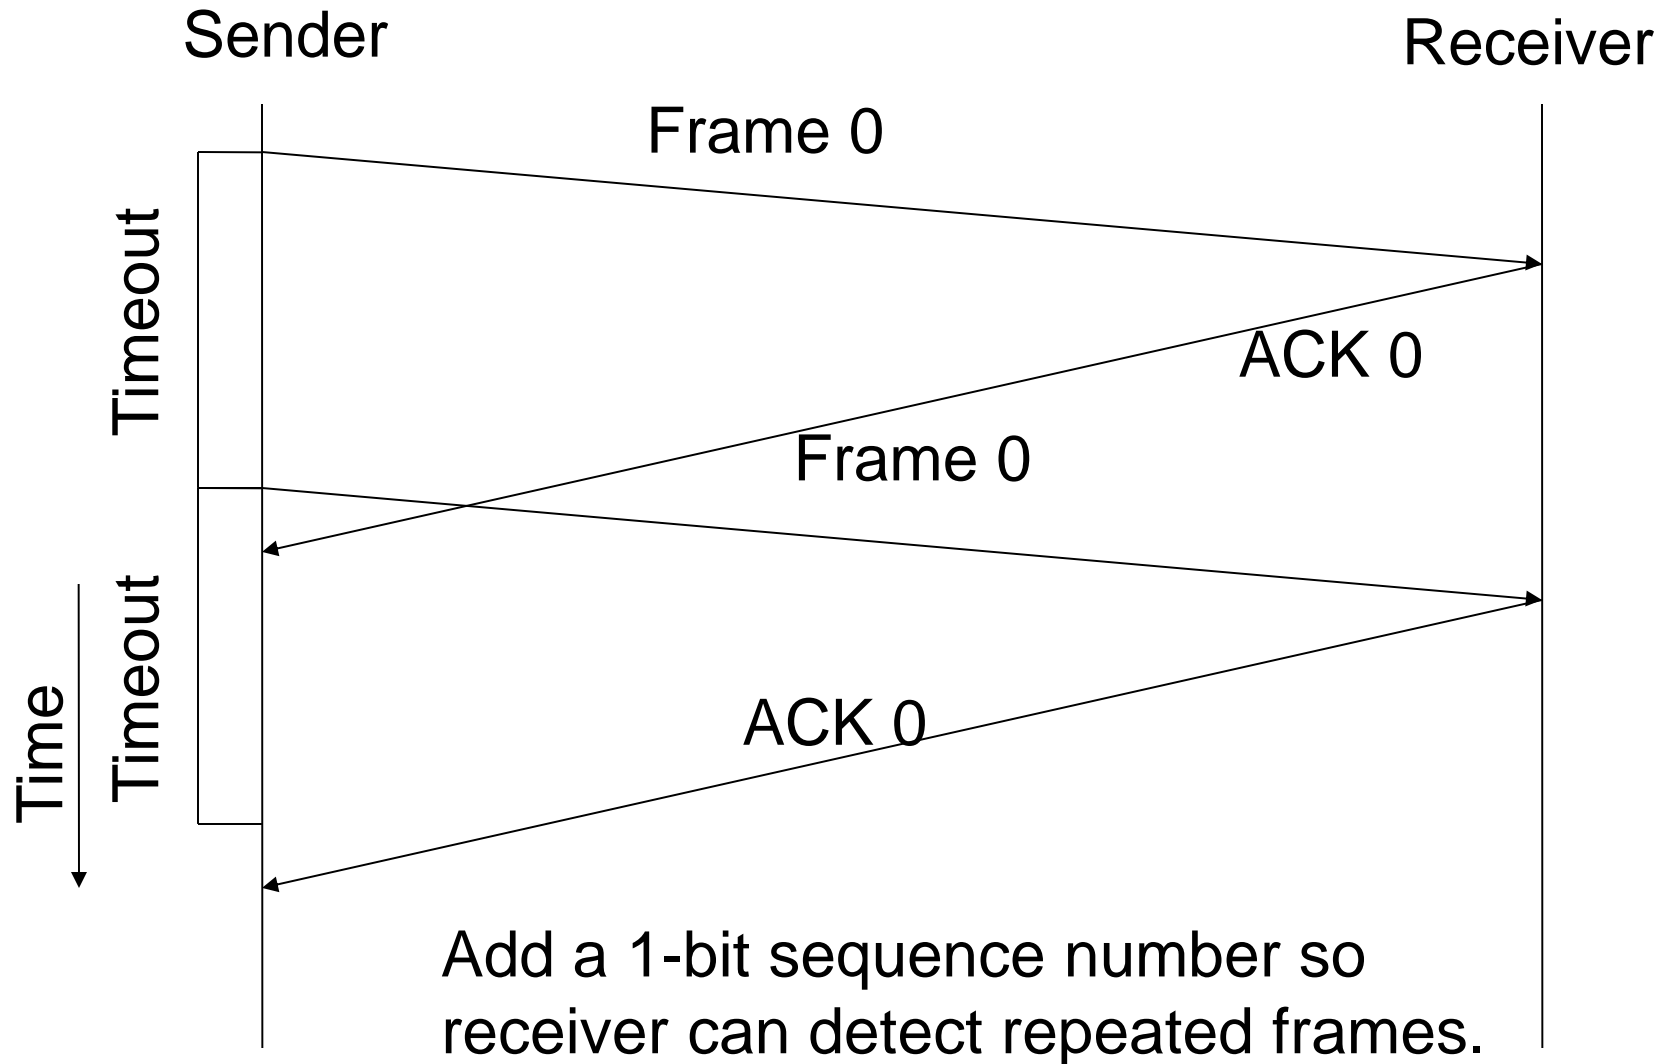 Sender
Receiver
Frame 0
Timeout
ACK 0
Frame 0
Timeout
Time
ACK 0
Add a 1-bit sequence number so
receiver can detect repeated frames.